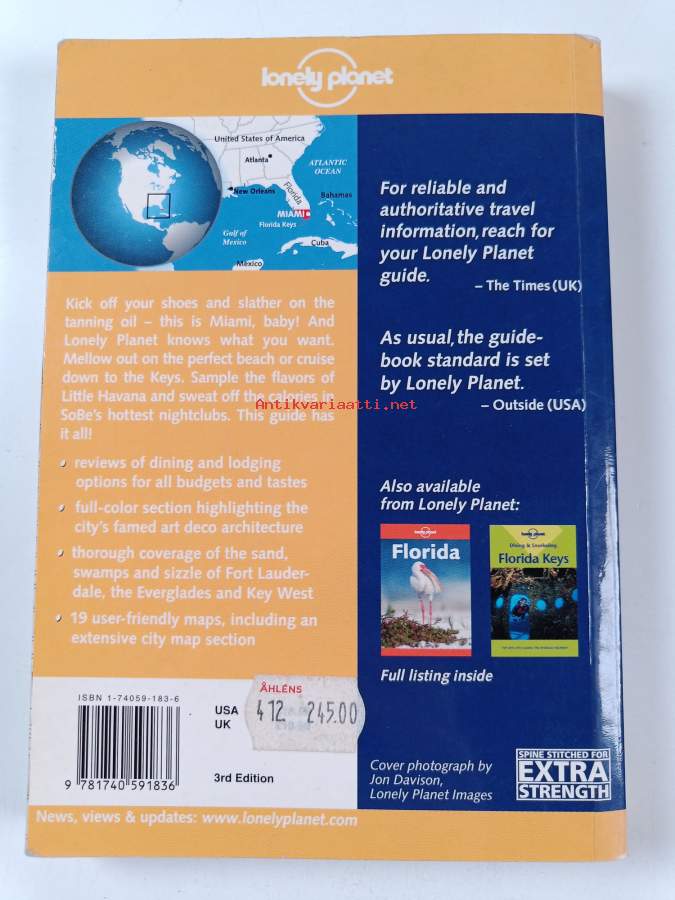 lonely planet
United States of America
Atlanta
ATLANTIC
OCEAN
New Orleans
Florida
Bahamas
MIAMI
Gulf of
Mexico
Florida Keys
Cuba
Mexico
Kick off your shoes and slather on the
tanning oil – this is Miami, baby! And
Lonely Planet knows what you want.
Mellow out on the perfect beach or cruise
down to the Keys. Sample the flavors of
Little Havana and sweat off the calories in
SoBe's hottest nightclubs. This guide has
it all!
reviews of dining and lodging
options for all budgets and tastes
full-color section highlighting the
city's famed art deco architecture
thorough coverage of the sand,
swamps and sizzle of Fort Lauder-
dale, the Everglades and Key West
19 user-friendly maps, including an
extensive city map section
For reliable and
authoritative travel
information, reach for
your Lonely Planet
guide.
– The Times (UK)
As usual, the guide-
book standard is set
by Lonely Planet.
– Outside (USA)
Antikvariaatti.net
Also available
from Lonely Planet:
lonely planet
Florida
lonely planet
Diving & Snorkeling
Florida Keys
Full listing inside
ISBN 1-74059-183-6
9 781740 591836
USA
UK
ÅHLÉNS
4 12 245.00
3rd Edition
Cover photograph by
Jon Davison,
Lonely Planet Images
SPINE STITCHED FOR
EXTRA
STRENGTH
News, views & updates: www.lonelyplanet.com